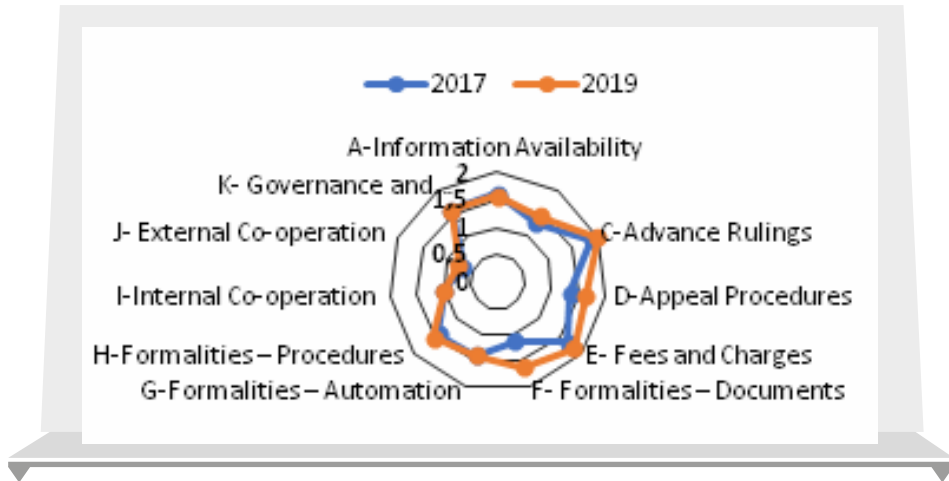 2017 2019
A-Information Availability
2
K- Governance and
1,5
J- External Co-operation
1
C-Advance Rulings
0,5
I-Internal Co-operation
0
D-Appeal Procedures
H-Formalities – Procedures
E- Fees and Charges
G-Formalities – Automation
F- Formalities – Documents